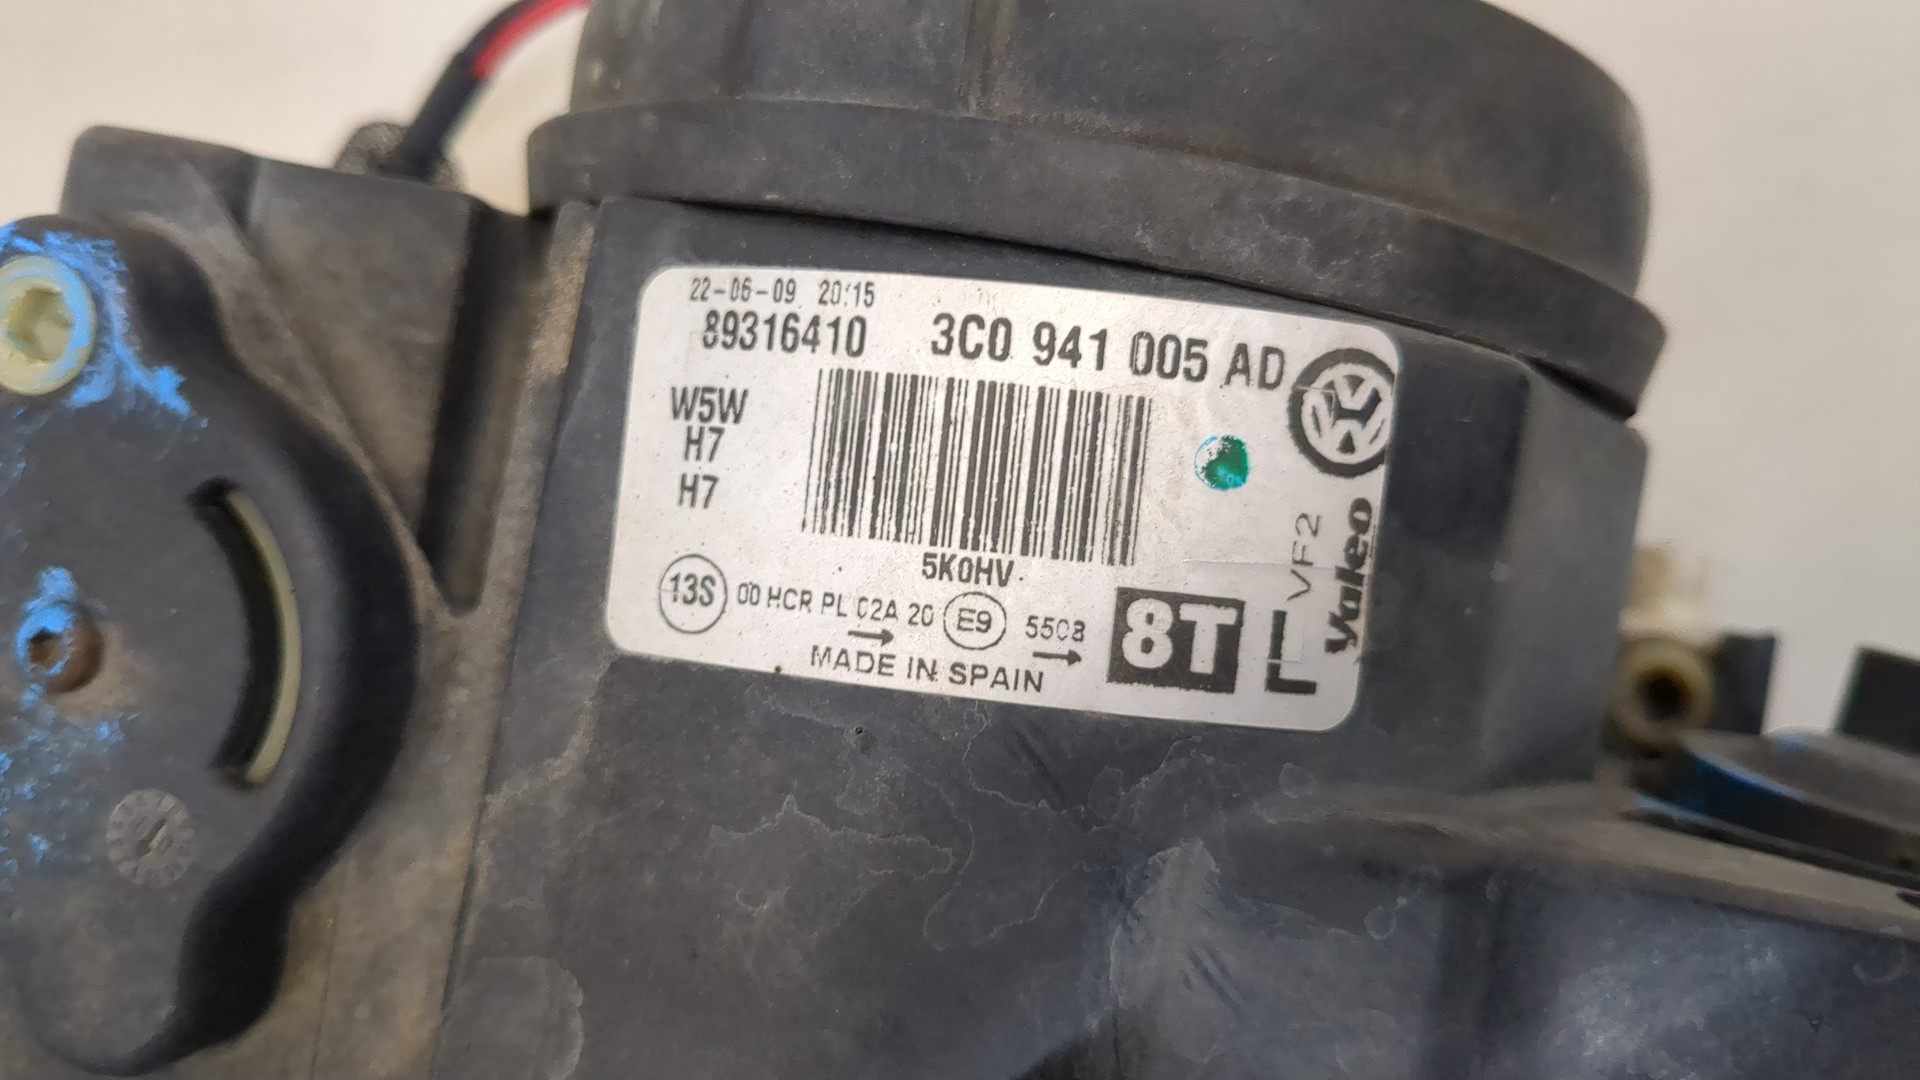 22-06-09 20:15
89316410 3C0 941 005 AD
W5W
H7
H7
5K0HV
13S 00 HCR PL 02A 20 E9 5508
MADE IN SPAIN
8T L
VF2
Valeo